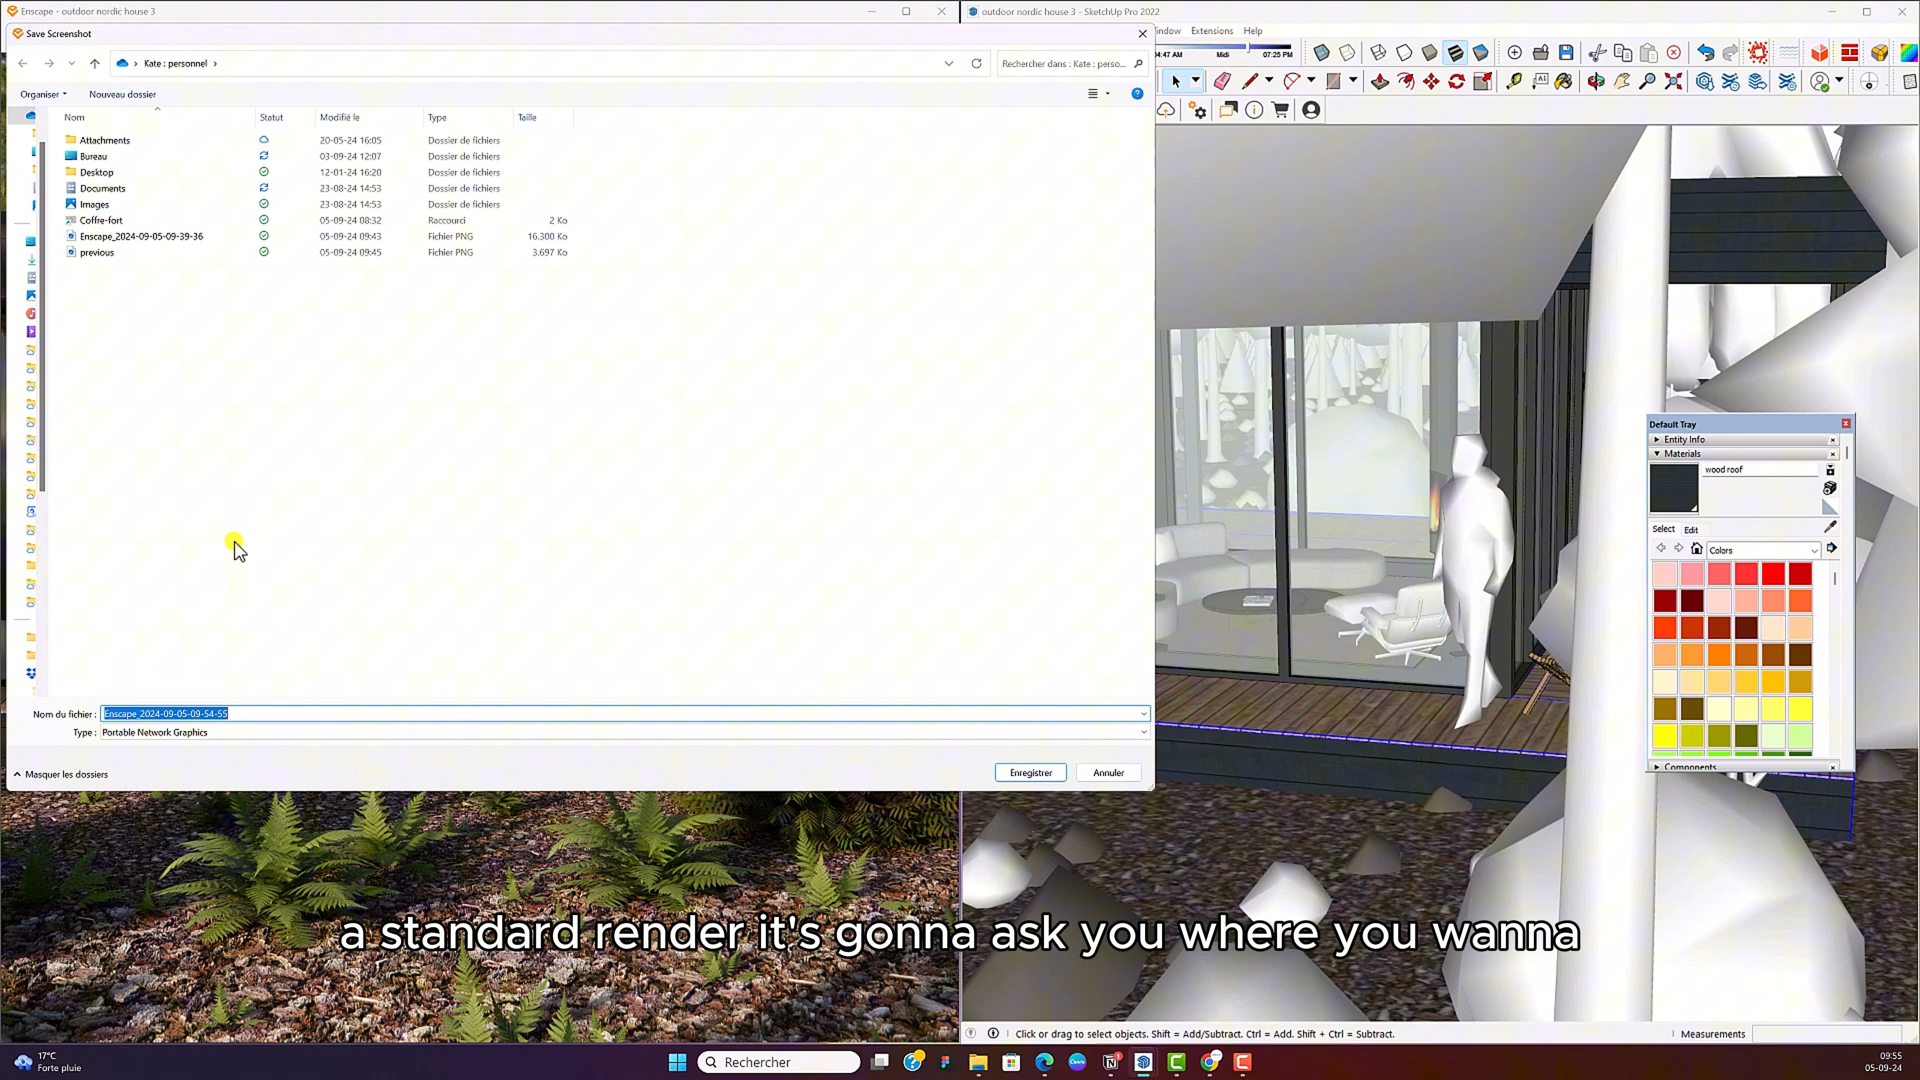 Enscape - outdoor nordic house 3
outdoor nordic house 3 - SketchUp Pro 2022
Save Screenshot
indow Extensions Help
Kate : personnel
Rechercher dans : Kate : perso...
4:47 AM Midi 07:25 PM
Organiser Nouveau dossier
Nom Statut Modifié le Type Taille
Attachments 20-05-24 16:05 Dossier de fichiers
Bureau 03-09-24 12:07 Dossier de fichiers
Desktop 12-01-24 16:20 Dossier de fichiers
Documents 23-08-24 14:53 Dossier de fichiers
Images 23-08-24 14:53 Dossier de fichiers
Coffre-fort 05-09-24 08:32 Raccourci 2 Ko
Enscape_2024-09-05-09-39-36 05-09-24 09:43 Fichier PNG 16.300 Ko
previous 05-09-24 09:45 Fichier PNG 3.697 Ko
Default Tray
Entity Info
Materials
wood roof
Select Edit
Colors
Components
Nom du fichier : Enscape_2024-09-05-09-54-55
Type : Portable Network Graphics
Masquer les dossiers
Enregistrer Annuler
a standard render it's gonna ask you where you wanna
Click or drag to select objects. Shift = Add/Subtract. Ctrl = Add. Shift + Ctrl = Subtract.
Measurements
17°C
Forte pluie
Rechercher
09:55
05-09-24